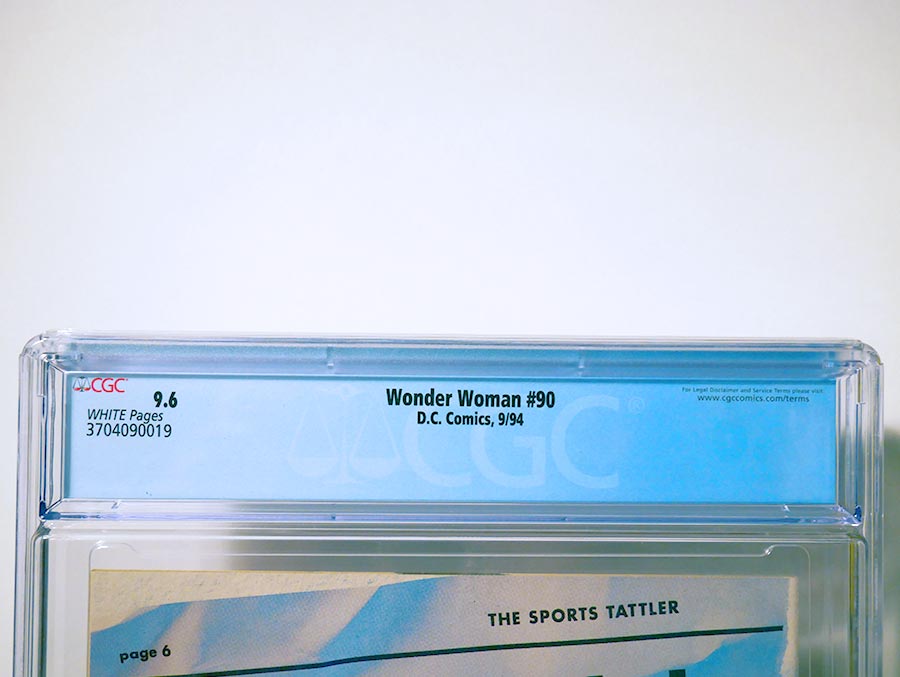 CGC
9.6
WHITE Pages
3704090019
Wonder Woman #90
D.C. Comics, 9/94
For Legal Disclaimer and Service Terms please visit
www.cgccomics.com/terms
CGC®
THE SPORTS TATTLER
page 6